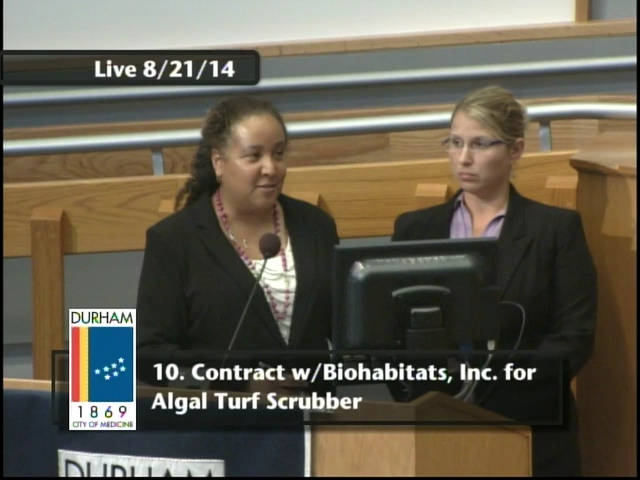 Live 8/21/14
DURHAM
1869
CITY OF MEDICINE
10. Contract w/Biohabitats, Inc. for
Algal Turf Scrubber
DURHAM